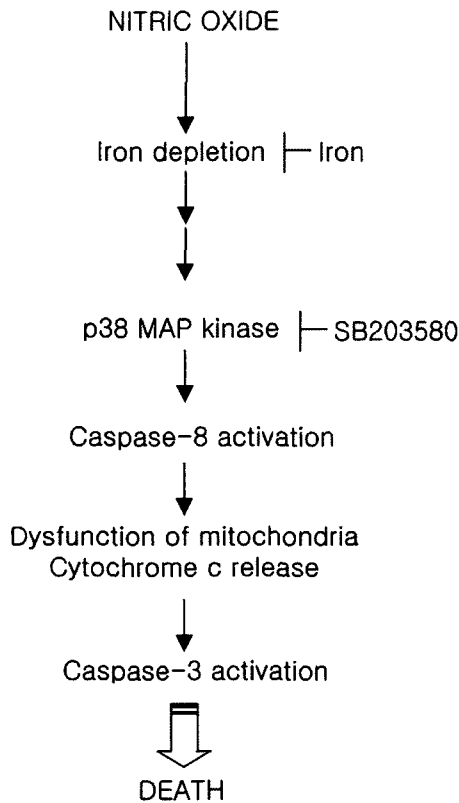 NITRIC OXIDE
Iron depletion
Iron
p38 MAP kinase
SB203580
Caspase-8 activation
Dysfunction of mitochondria
Cytochrome c release
Caspase-3 activation
DEATH